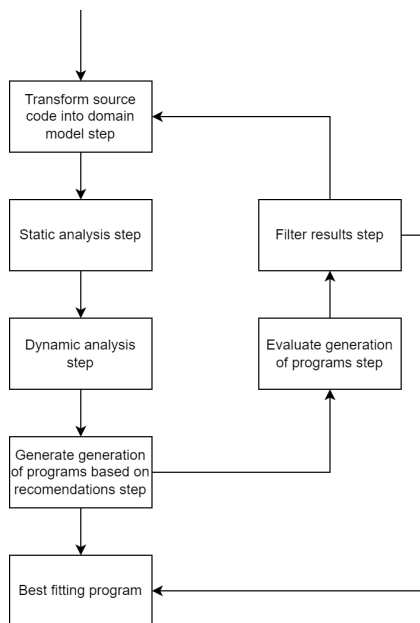 Transform source
code into domain
model step
Static analysis step
Filter results step
Dynamic analysis
step
Evaluate generation
of programs step
Generate generation
of programs based on
recomendations step
Best fitting program